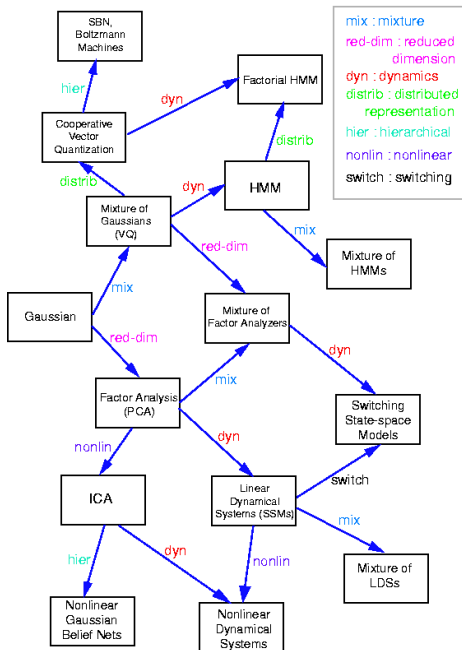 SBN,
Boltzmann
Machines
mix : mixture
red-dim : reduced
dimension
dyn : dynamics
distrib : distributed
representation
hier : hierarchical
nonlin : nonlinear
switch : switching
hier
dyn
Factorial HMM
Cooperative
Vector
Quantization
distrib
distrib
dyn
HMM
Mixture of
Gaussians
(VQ)
mix
red-dim
Mixture of
HMMs
mix
Gaussian
red-dim
Mixture of
Factor Analyzers
dyn
mix
Factor Analysis
(PCA)
Switching
State-space
Models
nonlin
dyn
switch
ICA
Linear
Dynamical
Systems (SSMs)
mix
hier
dyn
nonlin
Mixture of
LDSs
Nonlinear
Gaussian
Belief Nets
Nonlinear
Dynamical
Systems